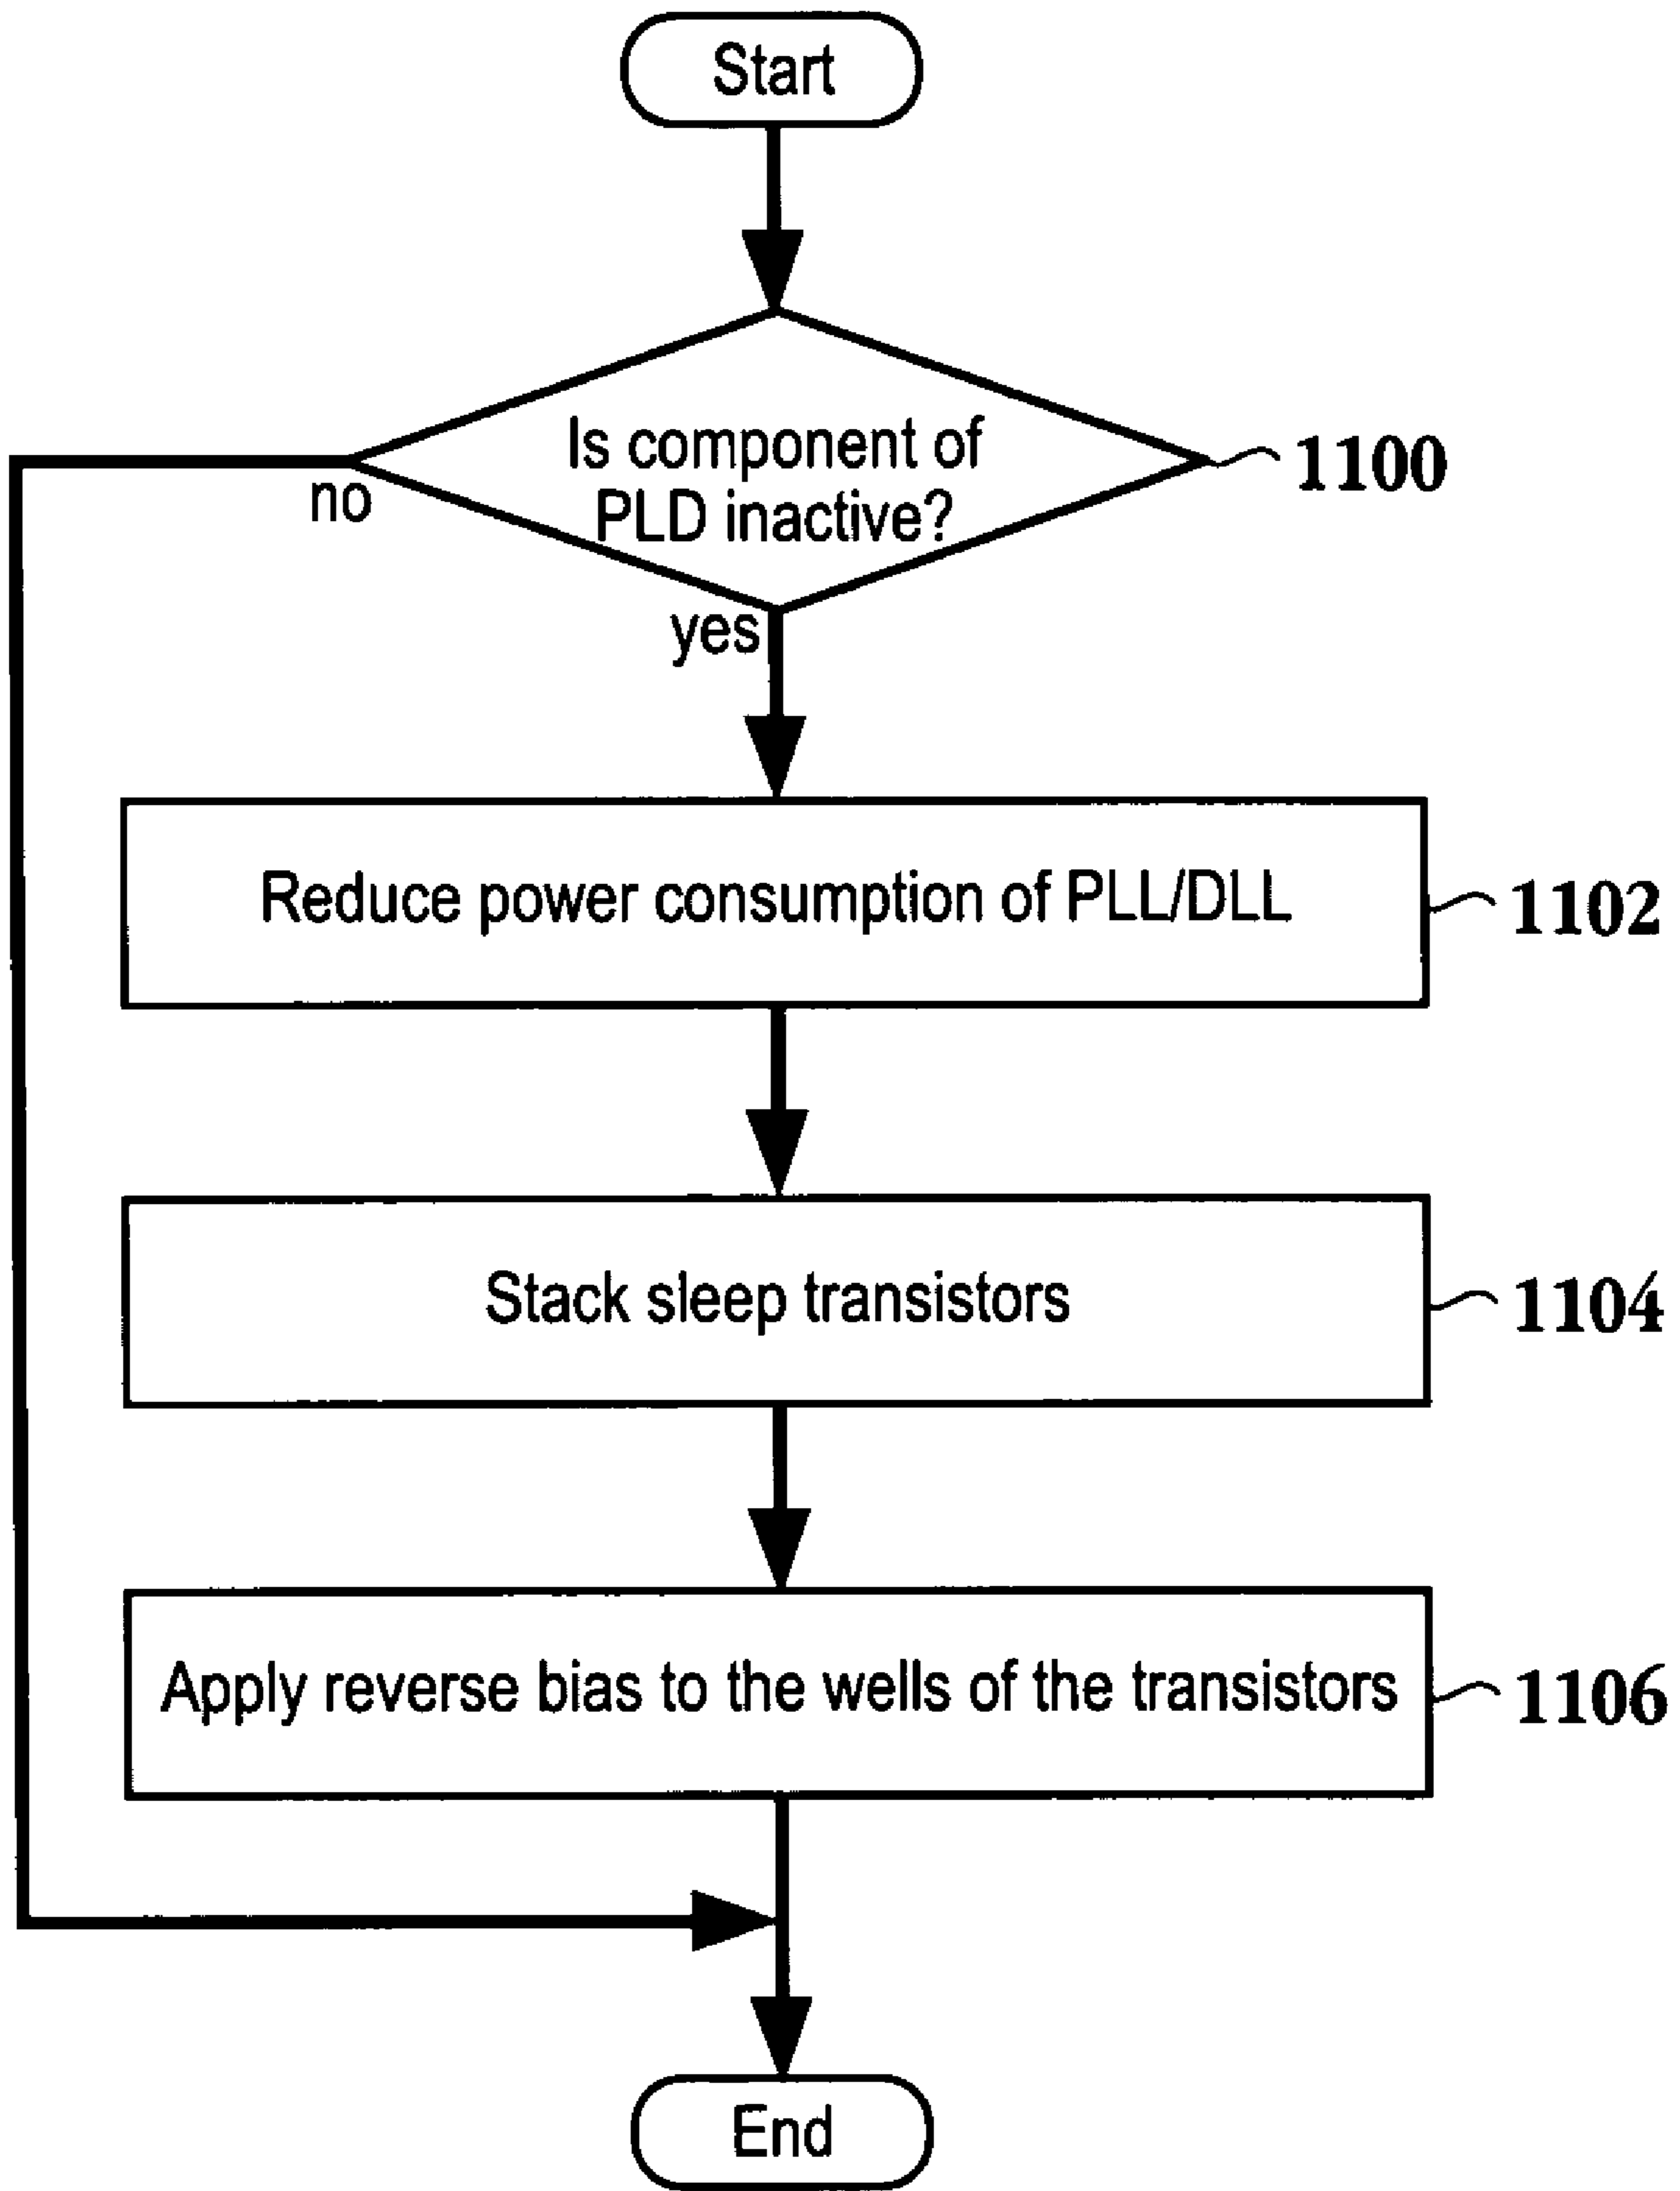 Start
Is component of
PLD inactive?
1100
no
yes
Reduce power consumption of PLL/DLL
1102
Stack sleep transistors
1104
Apply reverse bias to the wells of the transistors
1106
End